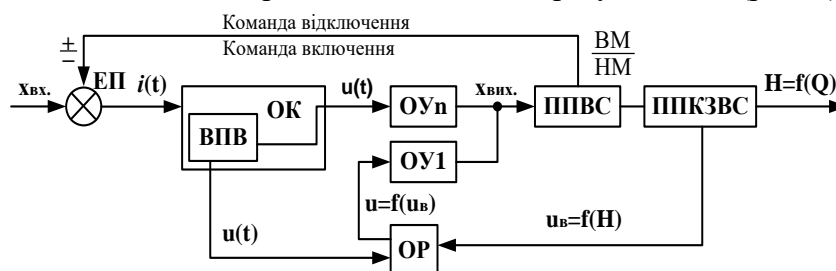 Команда відключення
Команда включення
ВМ
НМ
+
−
xвх.
ЕП
i(t)
ОК
ВПВ
u(t)
ОУn
xвих.
ППВС
ППКЗВС
H=f(Q)
ОУ1
u=f(uв)
uв=f(H)
u(t)
ОР